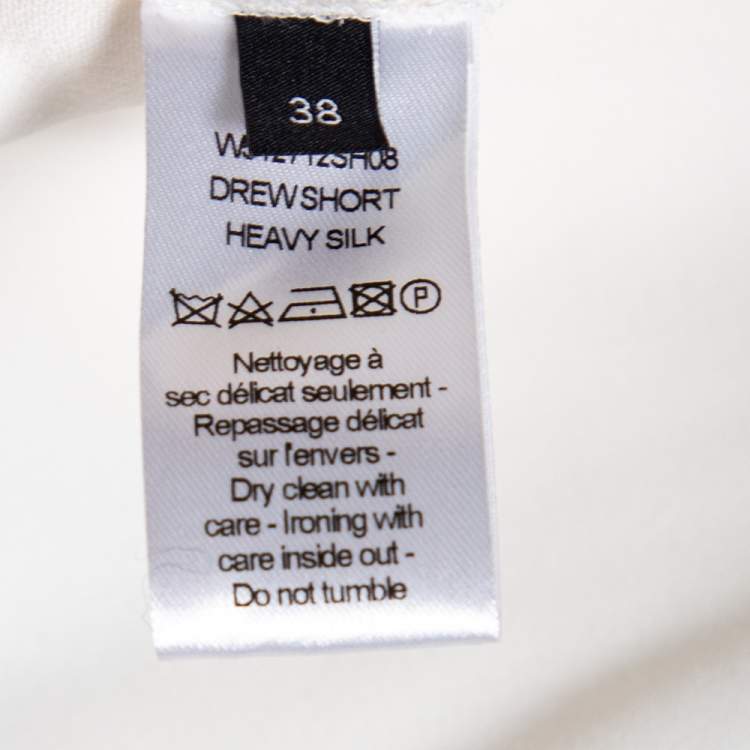 38
DREW SHORT
HEAVY SILK
P
Nettoyage à
sec délicat seulement -
Repassage délicat
sur l'envers -
Dry clean with
care - Ironing with
care inside out -
Do not tumble